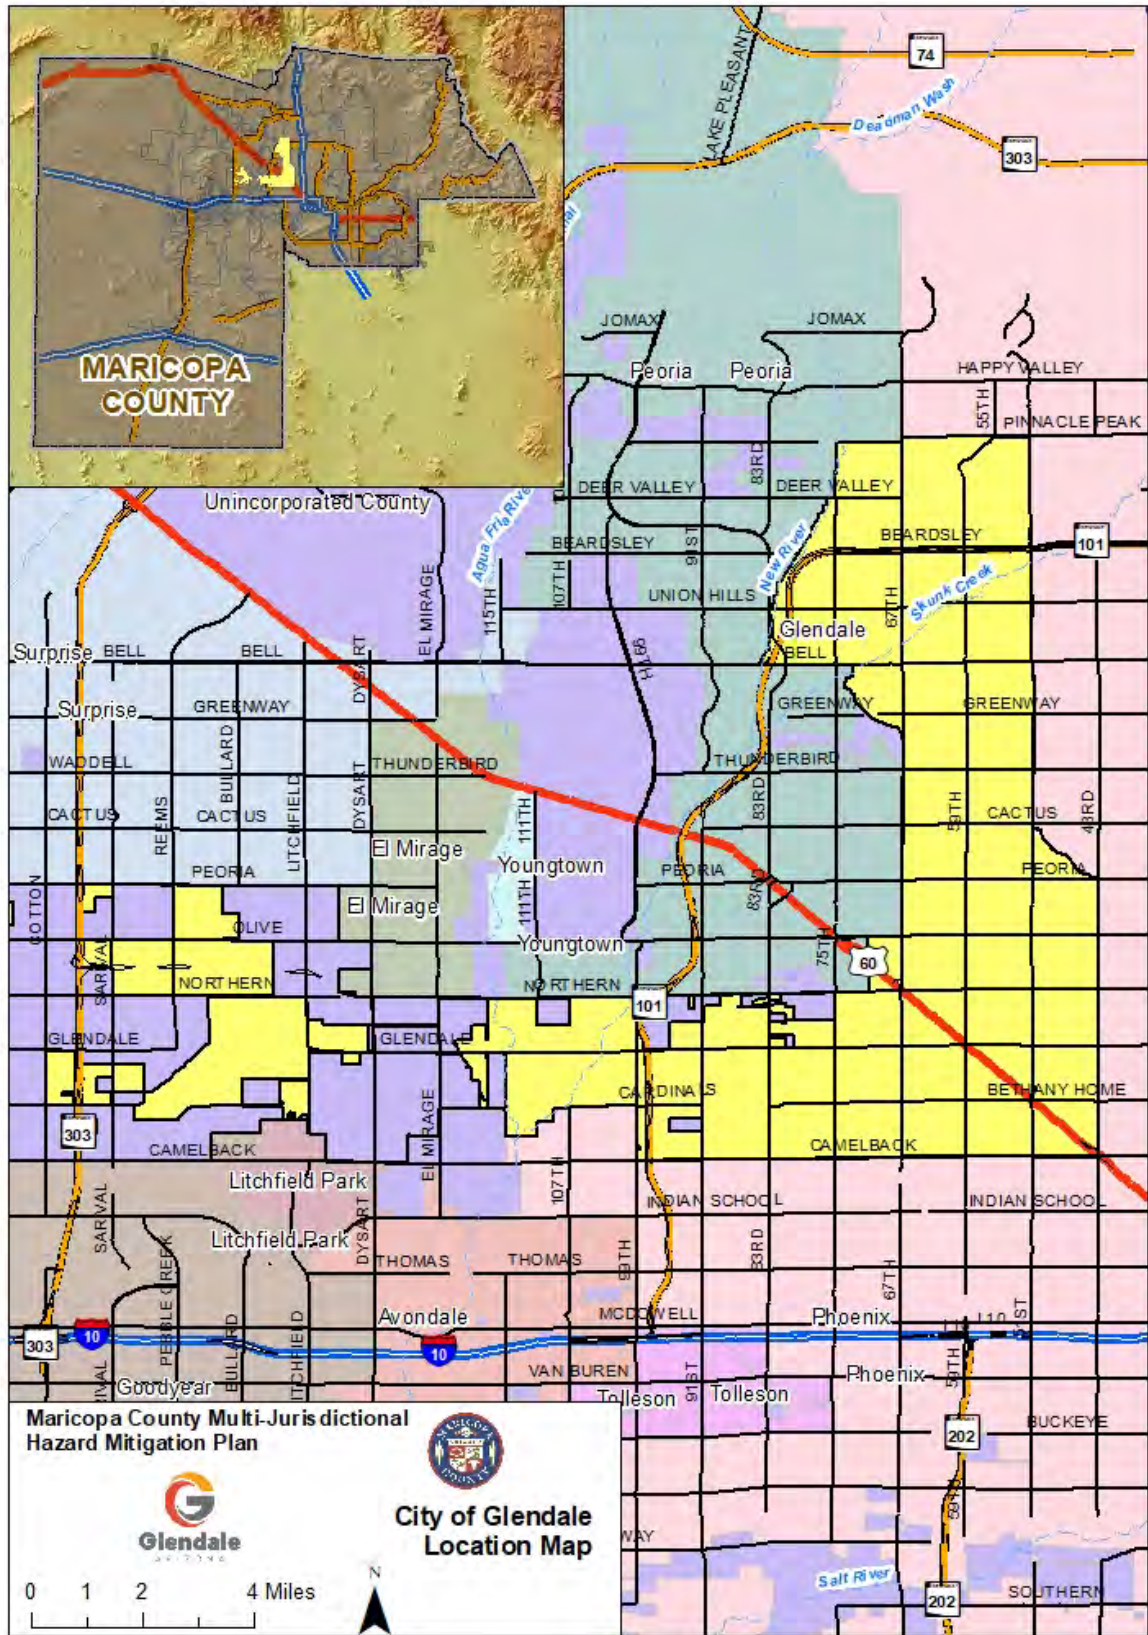 74
LAKE PLEASANT
Deadman Wash
303
MARICOPA
COUNTY
JOMAX
JOMAX
Peoria
Peoria
HAPPY VALLEY
55TH
PINNACLE PEAK
83RD
Unincorporated County
DEER VALLEY
DEER VALLEY
Agua Fria River
New River
BEARDSLEY
91ST
BEARDSLEY
101
EL MIRAGE
115TH
107TH
UNION HILLS
67TH
Skunk Creek
Glendale
Surprise
BELL
BELL
DYSART
99TH
BELL
Surprise
GREENWAY
GREENWAY
GREENWAY
WADDELL
BULLARD
LITCHFIELD
DYSART
THUNDERBIRD
THUNDERBIRD
CACTUS
REEMS
CACTUS
111TH
83RD
59TH
CACTUS
43RD
El Mirage
Youngtown
PEORIA
PEORIA
PEORIA
COTTON
El Mirage
111TH
83RD
OLIVE
Youngtown
75TH
60
SARIVAL
NORTHERN
NORTHERN
101
GLENDALE
GLENDALE
CARDINALS
BETHANY HOME
303
EL MIRAGE
CAMELBACK
CAMELBACK
Litchfield Park
107TH
INDIAN SCHOOL
INDIAN SCHOOL
SARIVAL
Litchfield Park
DYSART
THOMAS
THOMAS
99TH
83RD
67TH
PEBBLE CREEK
Avondale
MCDOWELL
Phoenix
I 10
51ST
303
10
10
BULLARD
LITCHFIELD
VAN BUREN
91ST
Phoenix
59TH
Goodyear
Tolleson
Tolleson
BUCKEYE
202
59TH
WAY
Salt River
SOUTHERN
202
Maricopa County Multi-Jurisdictional
Hazard Mitigation Plan
MARICOPA
COUNTY
Glendale
ARIZONA
City of Glendale
Location Map
0 1 2 4 Miles
N